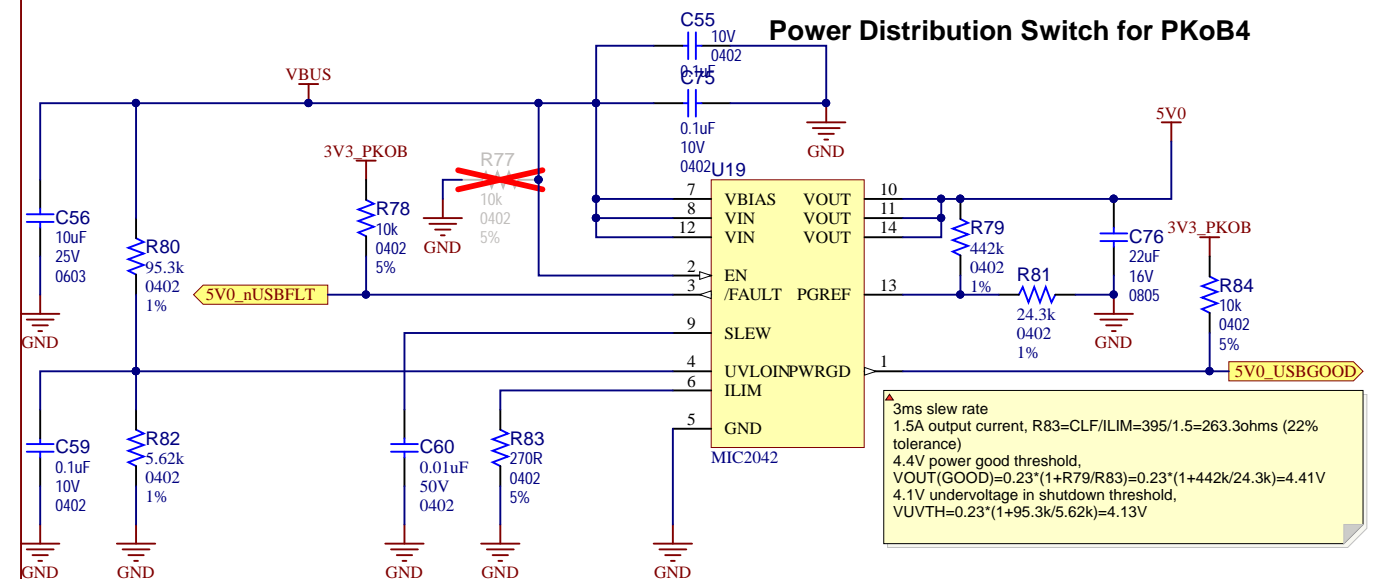 Power Distribution Switch for PKoB4
C55
10V
0402
0.1uF
C75
0.1uF
10V
0402
GND
VBUS
5V0
3V3_PKOB
R77
10k
0402
5%
GND
R78
10k
0402
5%
C56
10uF
25V
0603
GND
R80
95.3k
0402
1%
5V0_nUSBFLT
U19
7 VBIAS VOUT 10
8 VIN VOUT 11
12 VIN VOUT 14
2 EN
3 /FAULT PGREF 13
9 SLEW
4 UVLOIN PWRGD 1
6 ILIM
5 GND
MIC2042
R79
442k
0402
1%
R81
24.3k
0402
1%
C76
22uF
16V
0805
GND
3V3_PKOB
R84
10k
0402
5%
5V0_USBGOOD
C59
0.1uF
10V
0402
GND
R82
5.62k
0402
1%
GND
C60
0.01uF
50V
0402
GND
R83
270R
0402
5%
GND
GND
3ms slew rate
1.5A output current, R83=CLF/ILIM=395/1.5=263.3ohms (22%
tolerance)
4.4V power good threshold,
VOUT(GOOD)=0.23*(1+R79/R83)=0.23*(1+442k/24.3k)=4.41V
4.1V undervoltage in shutdown threshold,
VUVTH=0.23*(1+95.3k/5.62k)=4.13V